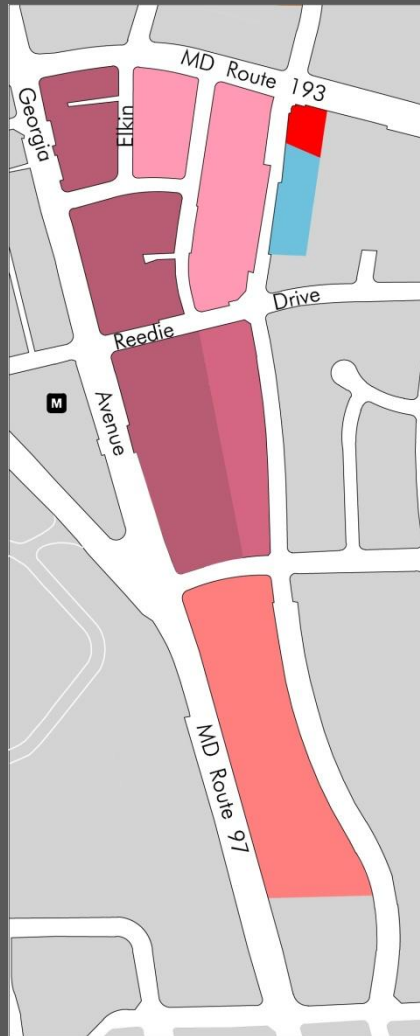 MD Route 193
Georgia
Elkin
Drive
Reedie
Avenue
M
MD Route 97